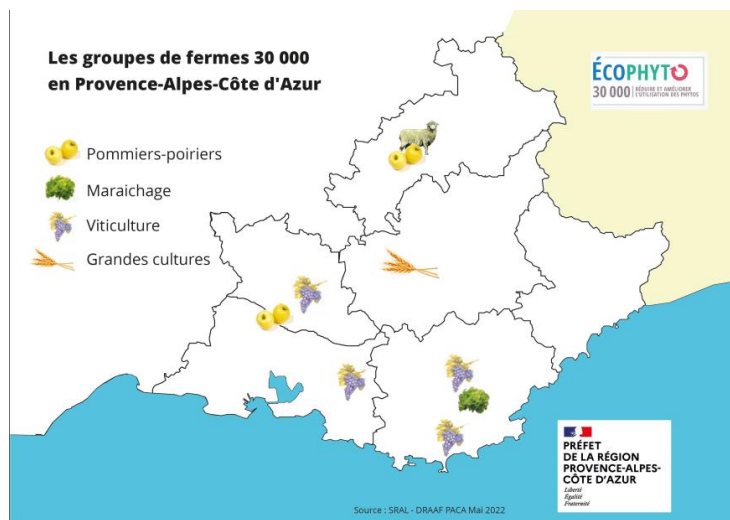 Les groupes de fermes 30 000
en Provence-Alpes-Côte d'Azur
ÉCOPHYTO
30 000 RÉDUIRE ET AMÉLIORER
L'UTILISATION DES PHYTOS
Pommiers-poiriers
Maraichage
Viticulture
Grandes cultures
PRÉFET
DE LA RÉGION
PROVENCE-ALPES-
CÔTE D'AZUR
Liberté
Égalité
Fraternité
Source : SRAL - DRAAF PACA Mai 2022